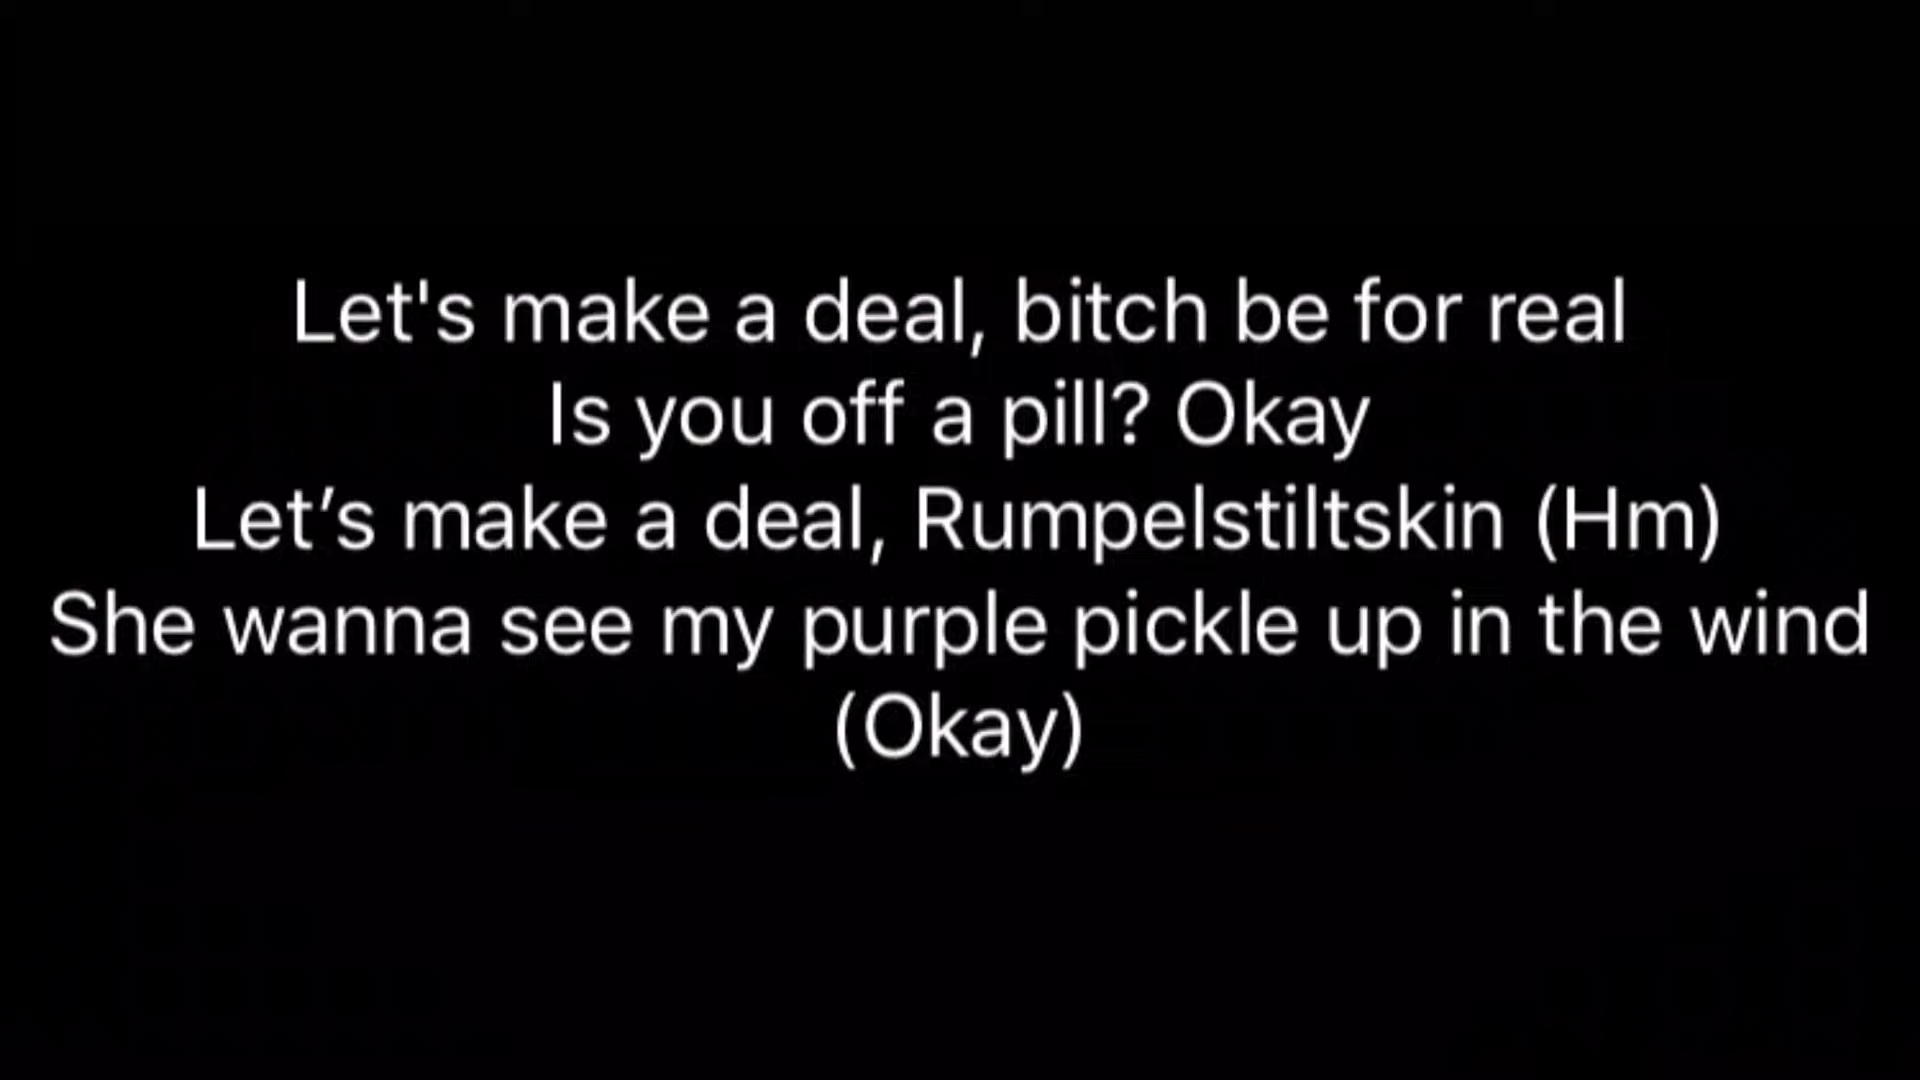 Let's make a deal, bitch be for real
Is you off a pill? Okay
Let’s make a deal, Rumpelstiltskin (Hm)
She wanna see my purple pickle up in the wind
(Okay)